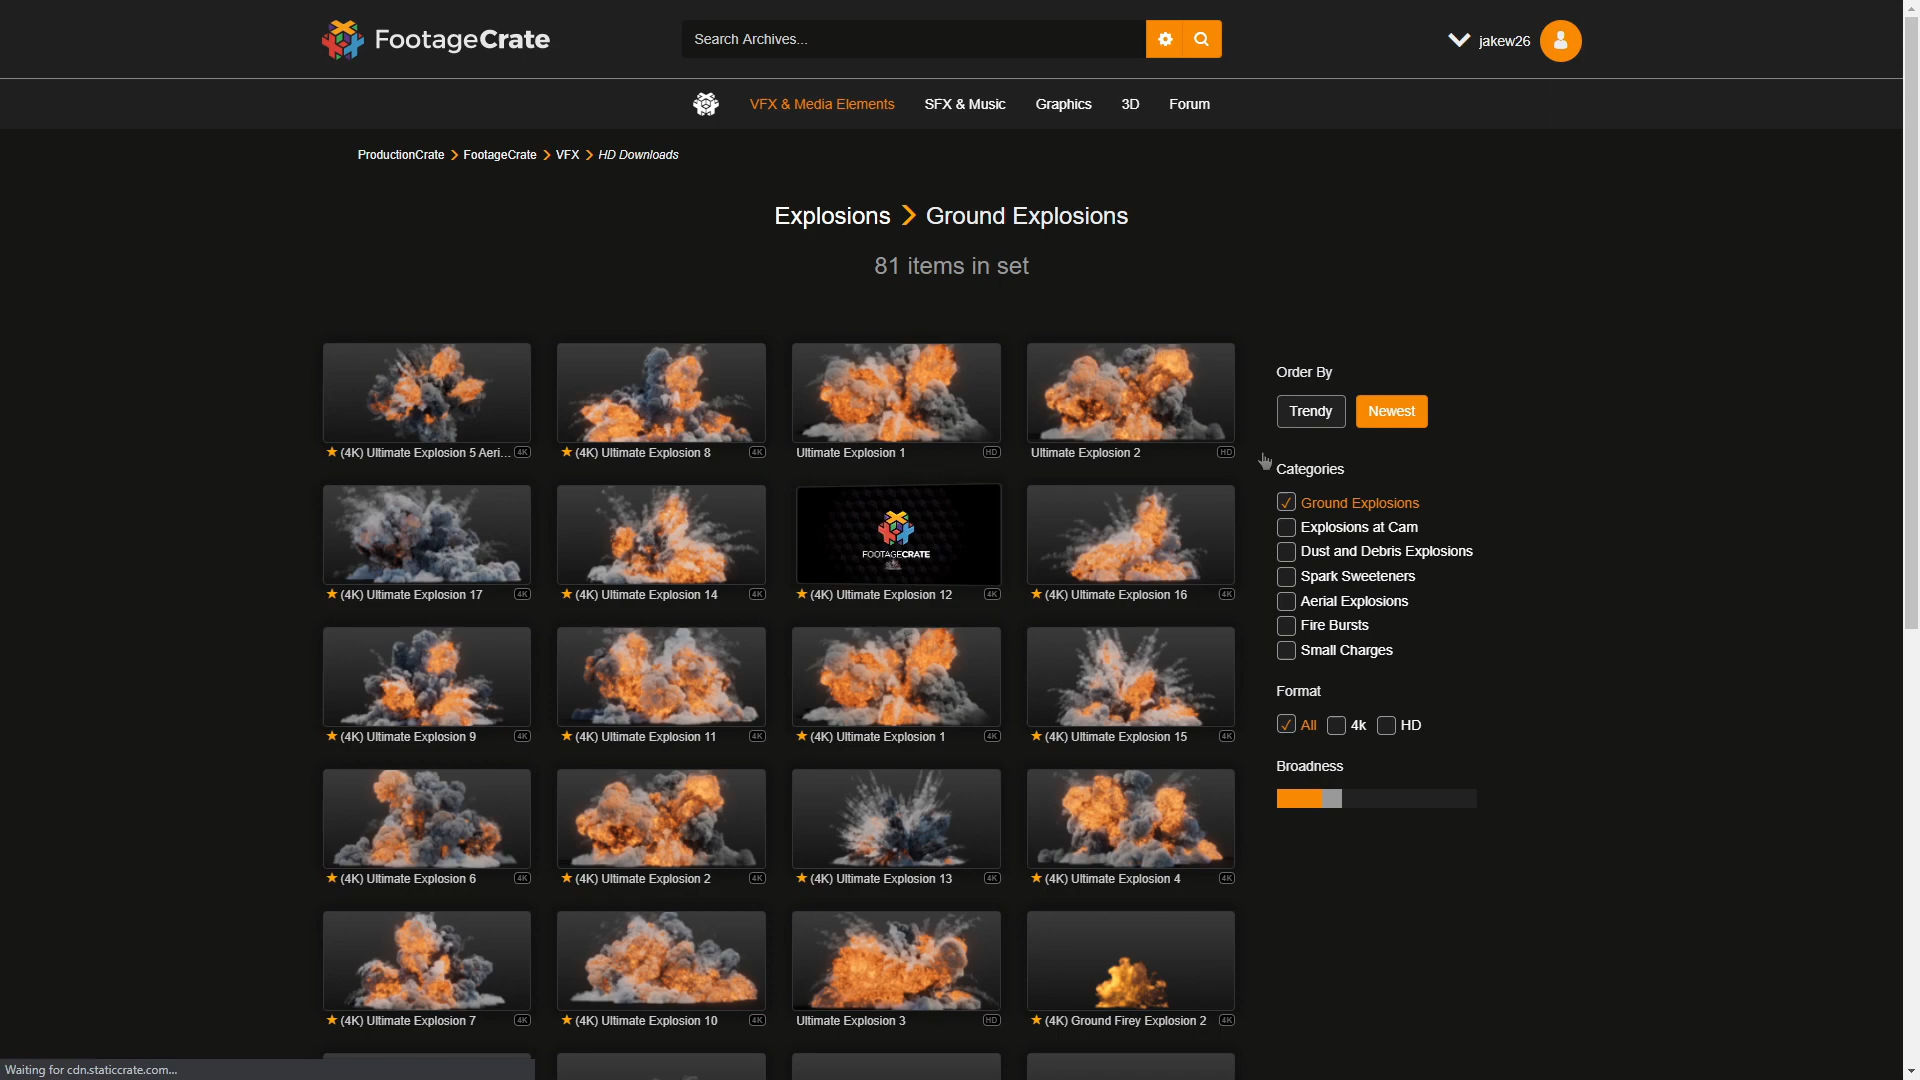 FootageCrate
Search Archives...
jakew26
VFX & Media Elements
SFX & Music
Graphics
3D
Forum
ProductionCrate
FootageCrate
VFX
HD Downloads
Explosions
Ground Explosions
81 items in set
(4K) Ultimate Explosion 5 Aeri...
4K
(4K) Ultimate Explosion 8
4K
Ultimate Explosion 1
HD
Ultimate Explosion 2
HD
(4K) Ultimate Explosion 17
4K
(4K) Ultimate Explosion 14
4K
FOOTAGECRATE
(4K) Ultimate Explosion 12
4K
(4K) Ultimate Explosion 16
4K
(4K) Ultimate Explosion 9
4K
(4K) Ultimate Explosion 11
4K
(4K) Ultimate Explosion 1
4K
(4K) Ultimate Explosion 15
4K
(4K) Ultimate Explosion 6
4K
(4K) Ultimate Explosion 2
4K
(4K) Ultimate Explosion 13
4K
(4K) Ultimate Explosion 4
4K
(4K) Ultimate Explosion 7
4K
(4K) Ultimate Explosion 10
4K
Ultimate Explosion 3
HD
(4K) Ground Firey Explosion 2
4K
Order By
Trendy
Newest
Categories
Ground Explosions
Explosions at Cam
Dust and Debris Explosions
Spark Sweeteners
Aerial Explosions
Fire Bursts
Small Charges
Format
All
4k
HD
Broadness
Waiting for cdn.staticcrate.com...